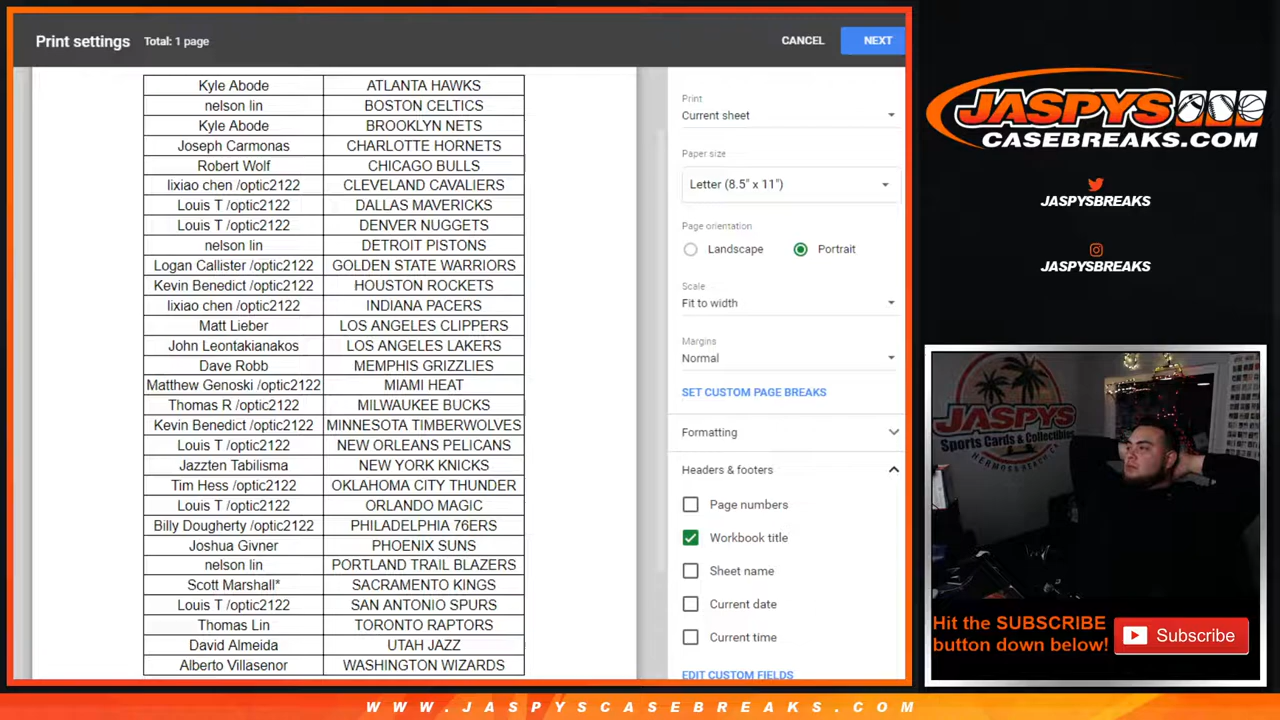 Print settings Total: 1 page CANCEL NEXT
Kyle Abode ATLANTA HAWKS
nelson lin BOSTON CELTICS
Kyle Abode BROOKLYN NETS
Joseph Carmonas CHARLOTTE HORNETS
Robert Wolf CHICAGO BULLS
lixiao chen /optic2122 CLEVELAND CAVALIERS
Louis T /optic2122 DALLAS MAVERICKS
Louis T /optic2122 DENVER NUGGETS
nelson lin DETROIT PISTONS
Logan Callister /optic2122 GOLDEN STATE WARRIORS
Kevin Benedict /optic2122 HOUSTON ROCKETS
lixiao chen /optic2122 INDIANA PACERS
Matt Lieber LOS ANGELES CLIPPERS
John Leontakianakos LOS ANGELES LAKERS
Dave Robb MEMPHIS GRIZZLIES
Matthew Genoski /optic2122 MIAMI HEAT
Thomas R /optic2122 MILWAUKEE BUCKS
Kevin Benedict /optic2122 MINNESOTA TIMBERWOLVES
Louis T /optic2122 NEW ORLEANS PELICANS
Jazzten Tabilisma NEW YORK KNICKS
Tim Hess /optic2122 OKLAHOMA CITY THUNDER
Louis T /optic2122 ORLANDO MAGIC
Billy Dougherty /optic2122 PHILADELPHIA 76ERS
Joshua Givner PHOENIX SUNS
nelson lin PORTLAND TRAIL BLAZERS
Scott Marshall* SACRAMENTO KINGS
Louis T /optic2122 SAN ANTONIO SPURS
Thomas Lin TORONTO RAPTORS
David Almeida UTAH JAZZ
Alberto Villasenor WASHINGTON WIZARDS
Print
Current sheet
Paper size
Letter (8.5" x 11")
Page orientation
Landscape Portrait
Scale
Fit to width
Margins
Normal
SET CUSTOM PAGE BREAKS
Formatting
Headers & footers
Page numbers
Workbook title
Sheet name
Current date
Current time
EDIT CUSTOM FIELDS
JASPYS
CASEBREAKS.COM
JASPYSBREAKS
JASPYSBREAKS
JASPYS
Sports Cards & Collectibles
HERMOSA BEACH, CA
Hit the SUBSCRIBE
button down below!
Subscribe
WWW.JASPYSCASEBREAKS.COM